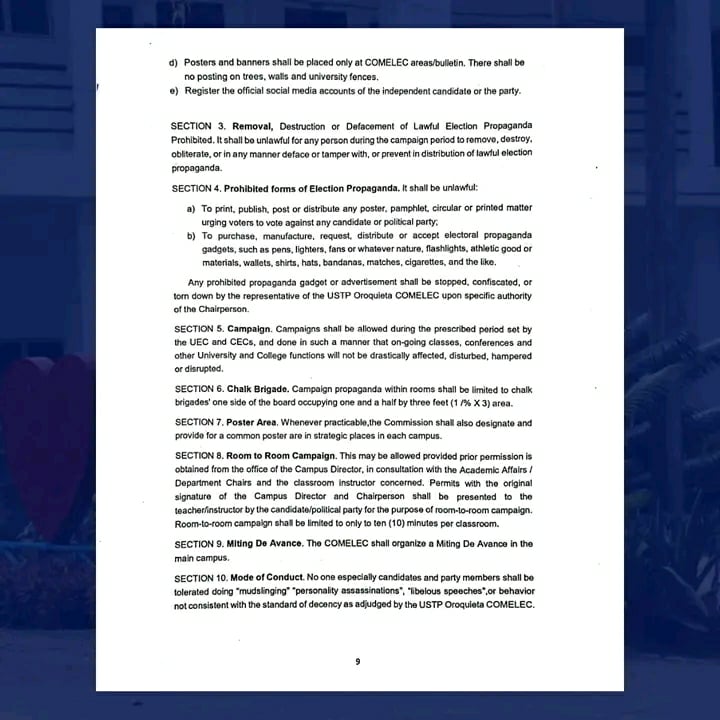 d) Posters and banners shall be placed only at COMELEC areas/bulletin. There shall be
no posting on trees, walls and university fences.
e) Register the official social media accounts of the independent candidate or the party.
SECTION 3. Removal, Destruction or Defacement of Lawful Election Propaganda
Prohibited. It shall be unlawful for any person during the campaign period to remove, destroy,
obliterate, or in any manner deface or tamper with, or prevent in distribution of lawful election
propaganda.
SECTION 4. Prohibited forms of Election Propaganda. It shall be unlawful:
a) To print, publish, post or distribute any poster, pamphlet, circular or printed matter
urging voters to vote against any candidate or political party;
b) To purchase, manufacture, request, distribute or accept electoral propaganda
gadgets, such as pens, lighters, fans or whatever nature, flashlights, athletic good or
materials, wallets, shirts, hats, bandanas, matches, cigarettes, and the like.
Any prohibited propaganda gadget or advertisement shall be stopped, confiscated, or
torn down by the representative of the USTP Oroquieta COMELEC upon specific authority
of the Chairperson.
SECTION 5. Campaign. Campaigns shall be allowed during the prescribed period set by
the UEC and CECs, and done in such a manner that on-going classes, conferences and
other University and College functions will not be drastically affected, disturbed, hampered
or disrupted.
SECTION 6. Chalk Brigade. Campaign propaganda within rooms shall be limited to chalk
brigades' one side of the board occupying one and a half by three feet (1 /% X 3) area.
SECTION 7. Poster Area. Whenever practicable,the Commission shall also designate and
provide for a common poster are in strategic places in each campus.
SECTION 8. Room to Room Campaign. This may be allowed provided prior permission is
obtained from the office of the Campus Director, in consultation with the Academic Affairs /
Department Chairs and the classroom instructor concerned. Permits with the original
signature of the Campus Director and Chairperson shall be presented to the
teacher/instructor by the candidate/political party for the purpose of room-to-room campaign.
Room-to-room campaign shall be limited to only to ten (10) minutes per classroom.
SECTION 9. Miting De Avance. The COMELEC shall organize a Miting De Avance in the
main campus.
SECTION 10. Mode of Conduct. No one especially candidates and party members shall be
tolerated doing "mudslinging" "personality assassinations", "libelous speeches",or behavior
not consistent with the standard of decency as adjudged by the USTP Oroquieta COMELEC.
9